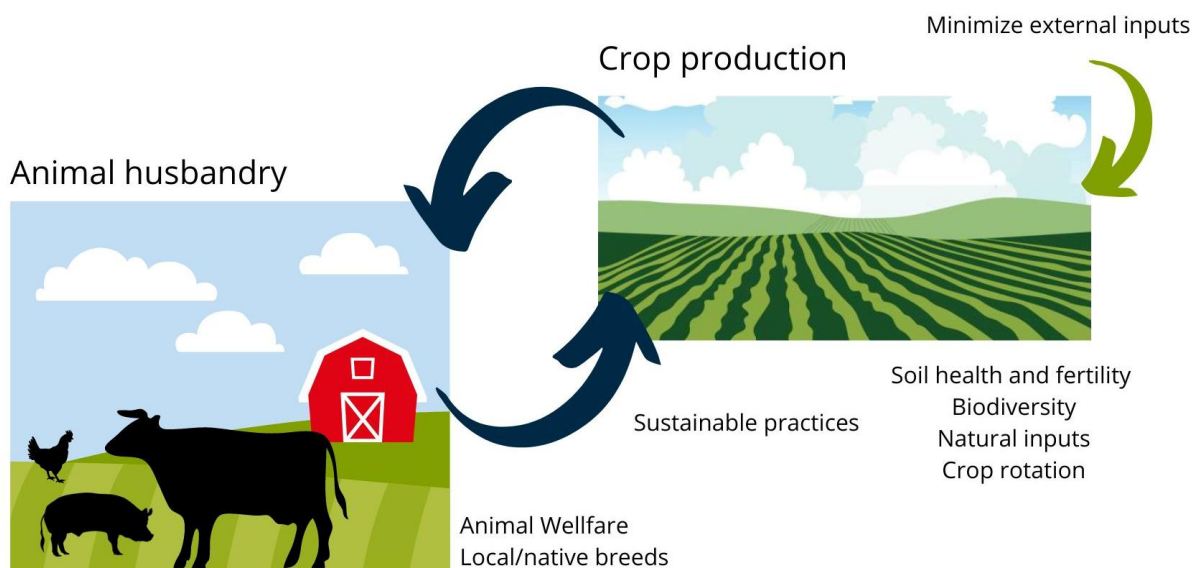 Minimize external inputs
Crop production
Animal husbandry
Soil health and fertility
Biodiversity
Natural inputs
Crop rotation
Sustainable practices
Animal Wellfare
Local/native breeds